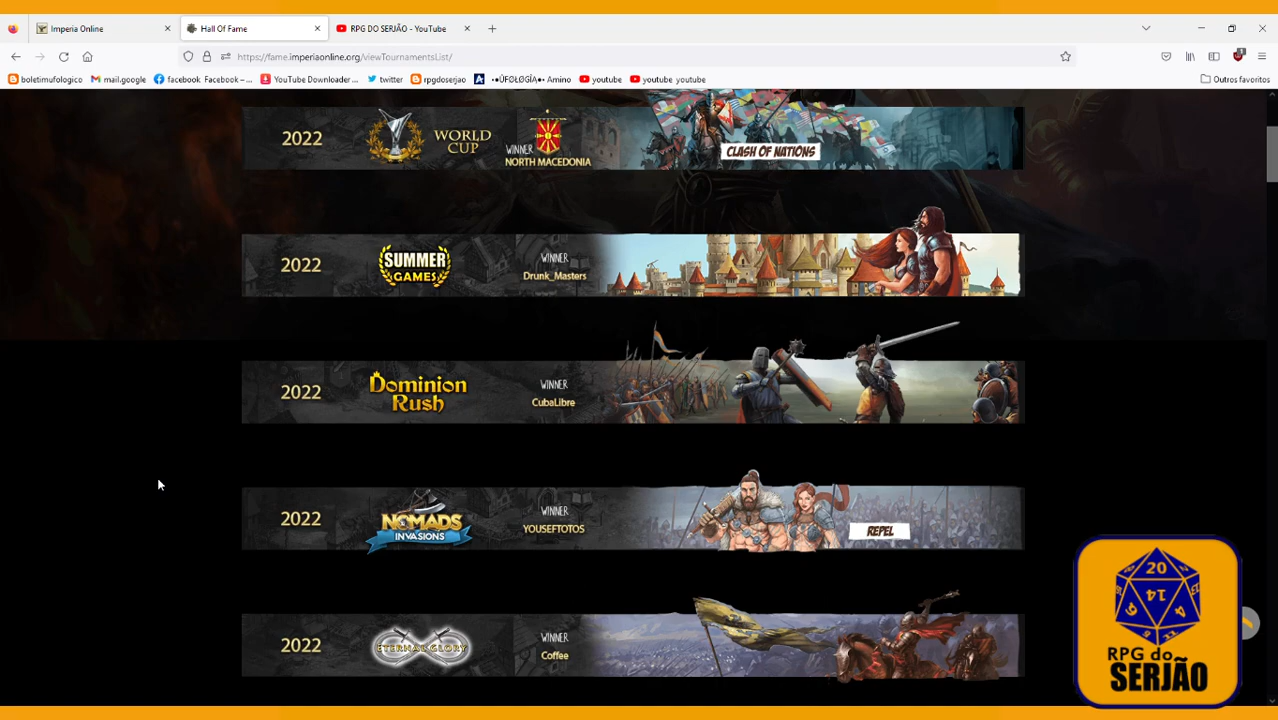 Imperia Online
Hall Of Fame
RPG DO SERJÃO - YouTube
https://fame.imperiaonline.org/viewTournamentsList/
boletimufologico
mail.google
facebook Facebook – ...
YouTube Downloader ...
twitter
rpgdoserjao
youtube
youtube youtube
Outros favoritos
2022
WORLD
CUP
WINNER
NORTH MACEDONIA
CLASH OF NATIONS
2022
SUMMER
GAMES
WINNER
Drunk_Masters
2022
DOMINION
RUSH
WINNER
CubaLibre
2022
NOMADS
INVASIONS
WINNER
YOUSEFTOTOS
REPEL
2022
ETERNAL GLORY
WINNER
Coffee
20
14
RPG do
SERJÃO